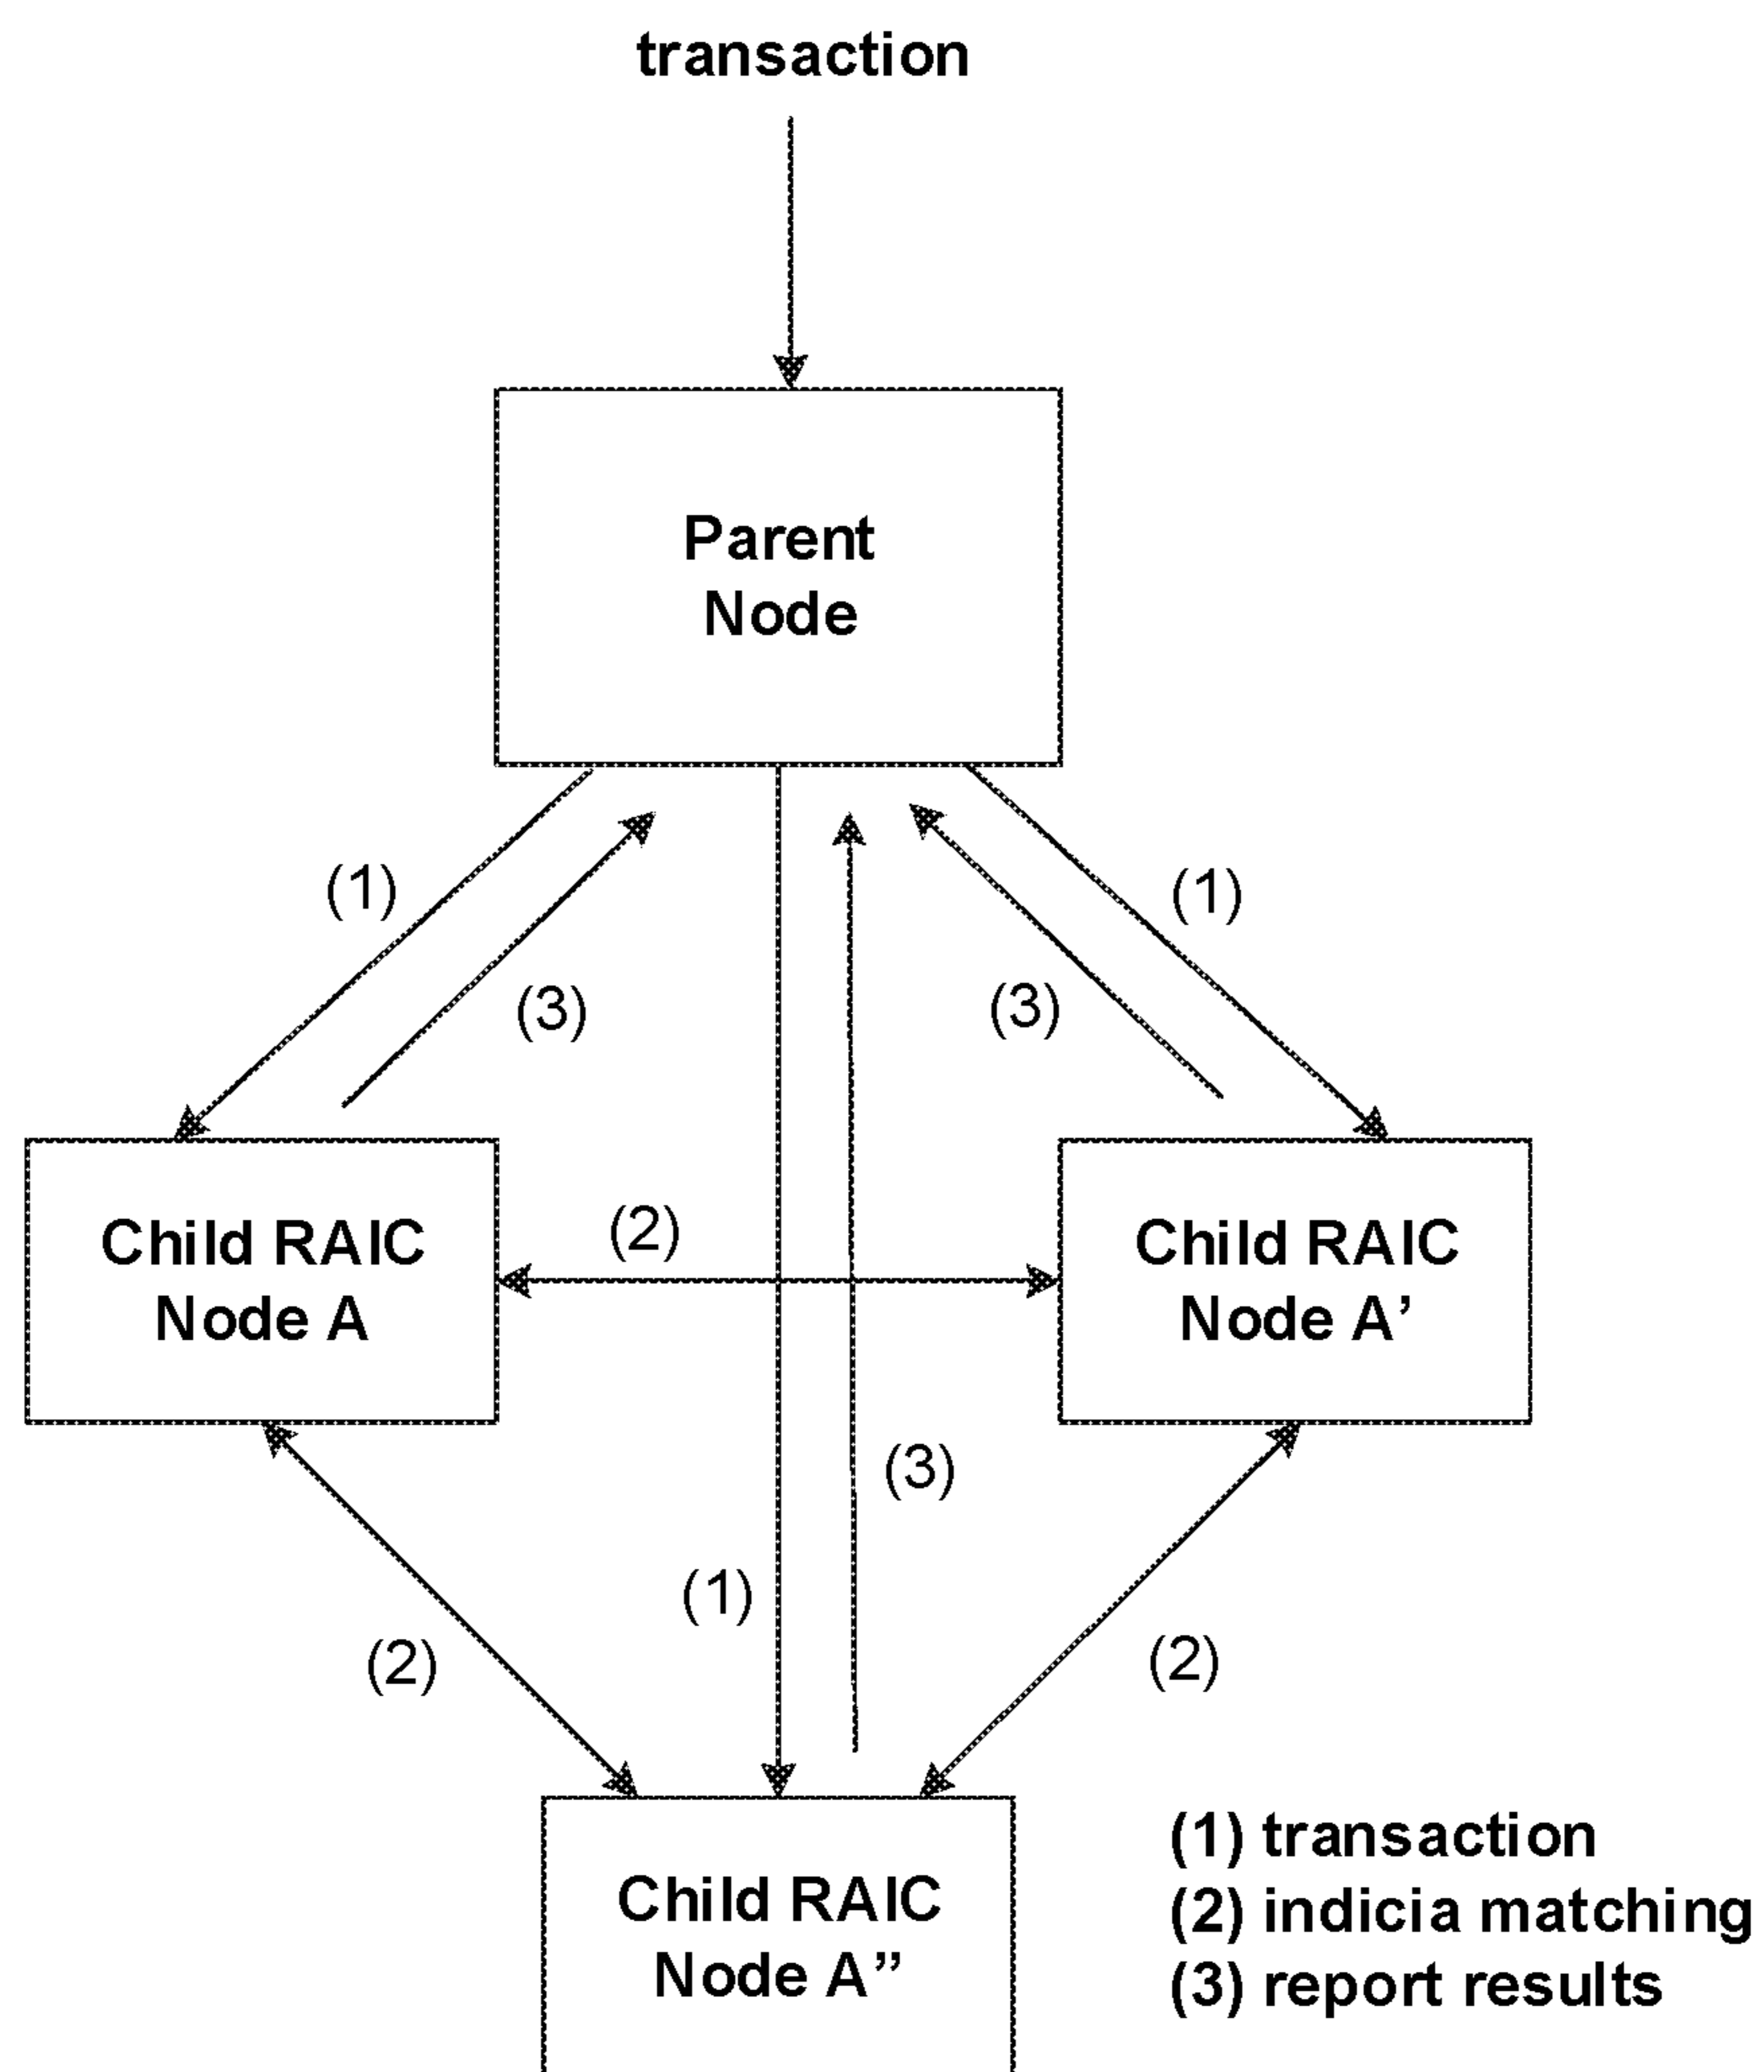 transaction
Parent
Node
(1)
(1)
(3)
(3)
Child RAIC
Node A
(2)
Child RAIC
Node A’
(3)
(1)
(2)
(2)
Child RAIC
Node A”
(1) transaction
(2) indicia matching
(3) report results